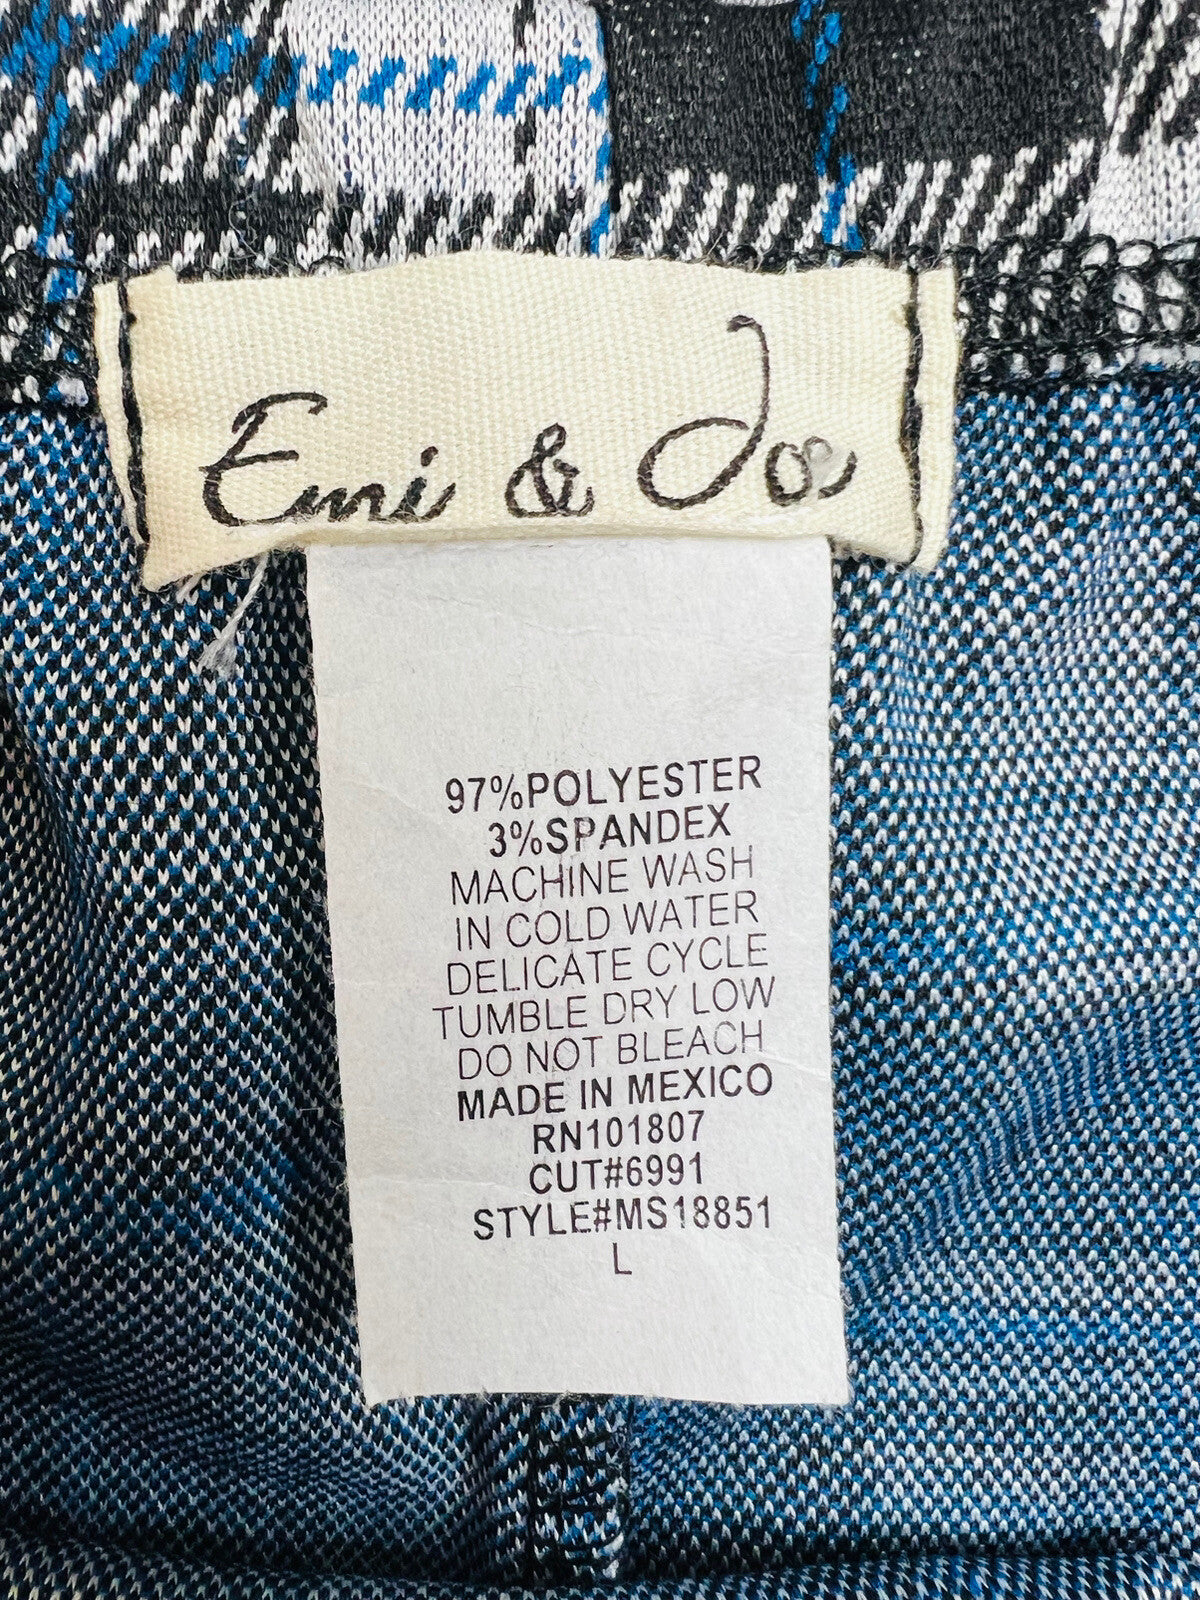 Emi & Jo
97%POLYESTER
3%SPANDEX
MACHINE WASH
IN COLD WATER
DELICATE CYCLE
TUMBLE DRY LOW
DO NOT BLEACH
MADE IN MEXICO
RN101807
CUT#6991
STYLE#MS18851
L